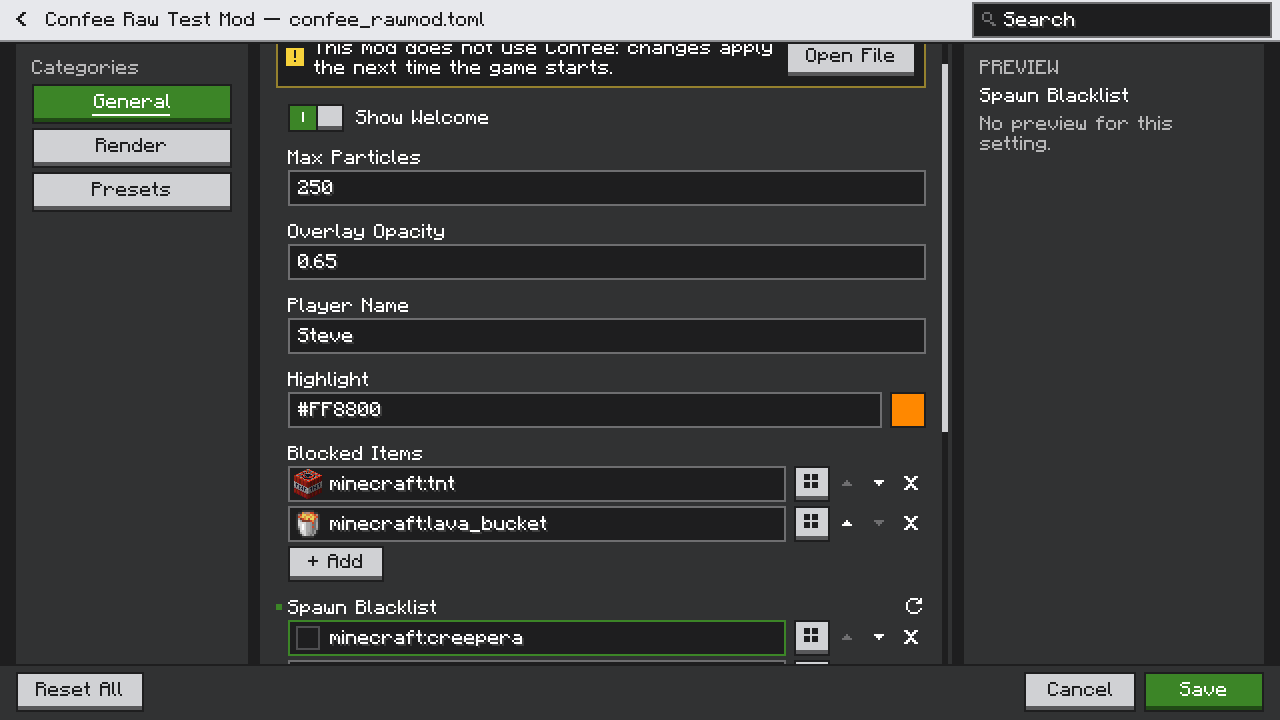 Confee Raw Test Mod — confee_rawmod.toml
Search
Categories
General
Render
Presets
This mod does not use Confee: changes apply
the next time the game starts.
Open File
Show Welcome
Max Particles
250
Overlay Opacity
0.65
Player Name
Steve
Highlight
#FF8800
Blocked Items
minecraft:tnt
minecraft:lava_bucket
+ Add
Spawn Blacklist
minecraft:creepera
PREVIEW
Spawn Blacklist
No preview for this
setting.
Reset All
Cancel
Save